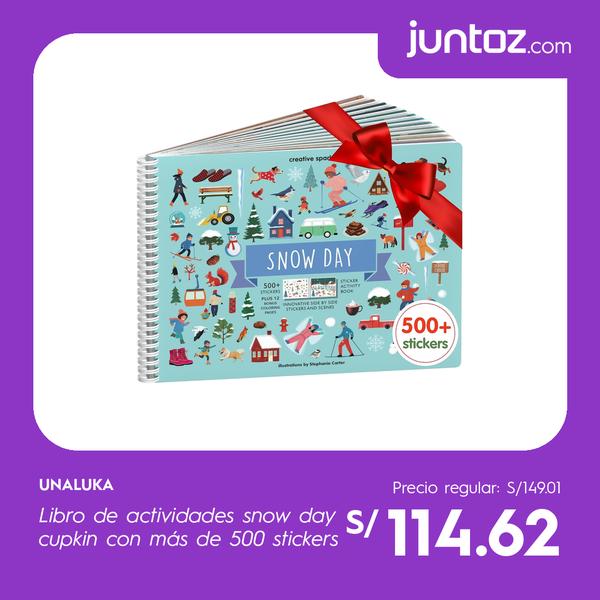 juntoz.com
creative spad
SNOW DAY
500+
STICKERS
PLUS 12
BONUS
COLORING
PAGES
STICKER
ACTIVITY
BOOK
INNOVATIVE SIDE BY SIDE
STICKERS AND SCENES
500+
stickers
illustrations by Stephanie Carter
UNALUKA
Libro de actividades snow day
cupkin con más de 500 stickers
Precio regular: S/149.01
S/114.62